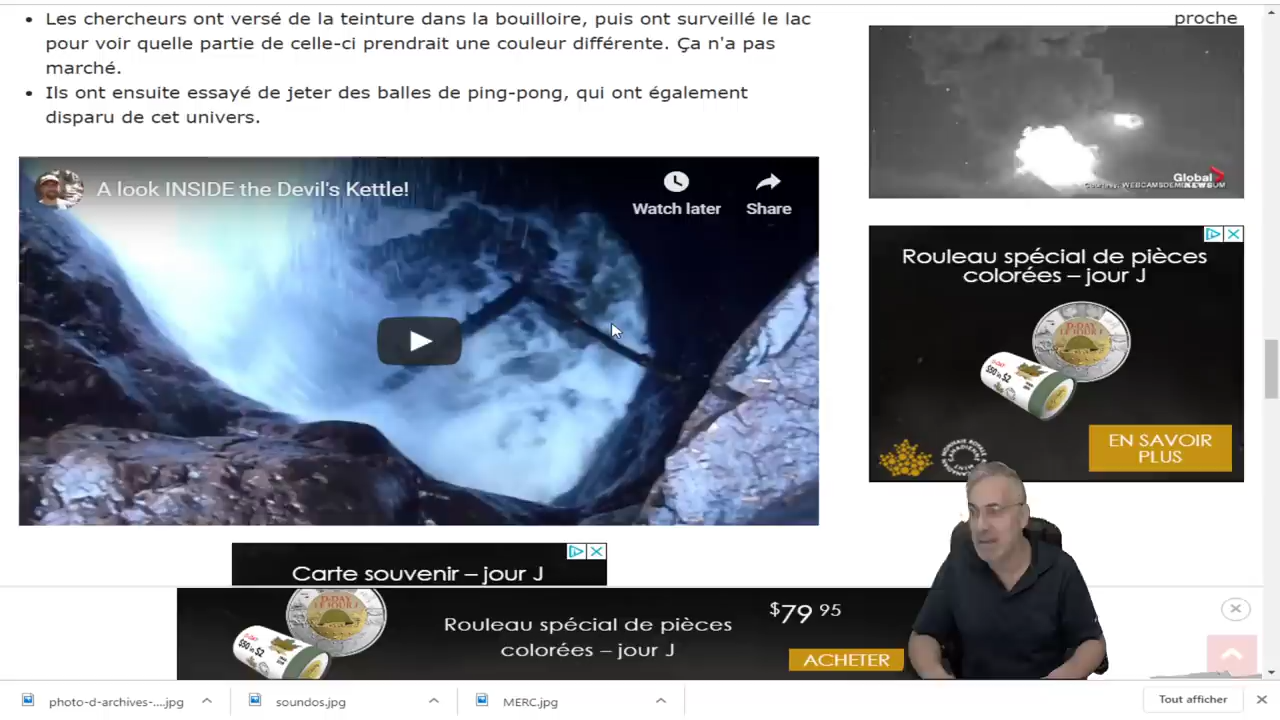 • Les chercheurs ont versé de la teinture dans la bouilloire, puis ont surveillé le lac
pour voir quelle partie de celle-ci prendrait une couleur différente. Ça n'a pas
marché.
• Ils ont ensuite essayé de jeter des balles de ping-pong, qui ont également
disparu de cet univers.
A look INSIDE the Devil's Kettle!
Watch later
Share
proche
Global
NEWS
Rouleau spécial de pièces
colorées – jour J
D-DAY
LE JOUR J
EN SAVOIR
PLUS
Carte souvenir – jour J
Rouleau spécial de pièces
colorées – jour J
$79 95
ACHETER
photo-d-archives-....jpg
soundos.jpg
MERC.jpg
Tout afficher